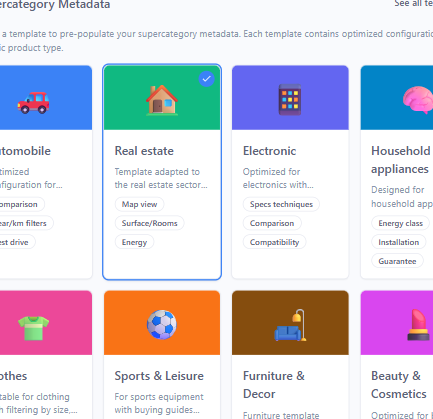 ercategory Metadata
See all te
a template to pre-populate your supercategory metadata. Each template contains optimized configuratio
ic product type.
tomobile
timized
nfiguration for...
omparison
ear/km filters
est drive
Real estate
Template adapted to
the real estate sector...
Map view
Surface/Rooms
Energy
Electronic
Optimized for
electronics with...
Specs techniques
Comparison
Compatibility
Household
appliances
Designed for
household app
Energy class
Installation
Guarantee
othes
table for clothing
h filtering by size,...
Sports & Leisure
For sports equipment
with buying guides...
Furniture &
Decor
Furniture template
Beauty &
Cosmetics
Optimized for b